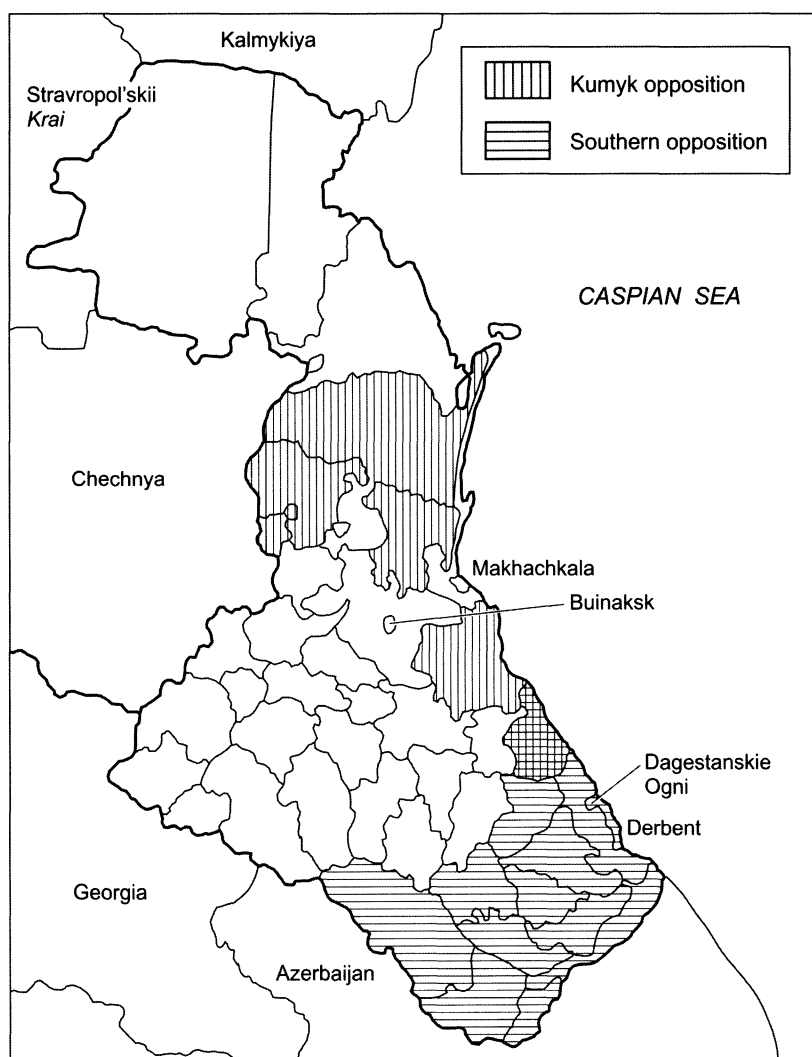 Kalmykiya
Stravropol'skii
Krai
Kumyk opposition
Southern opposition
CASPIAN SEA
Chechnya
Makhachkala
Buinaksk
Dagestanskie
Ogni
Derbent
Georgia
Azerbaijan